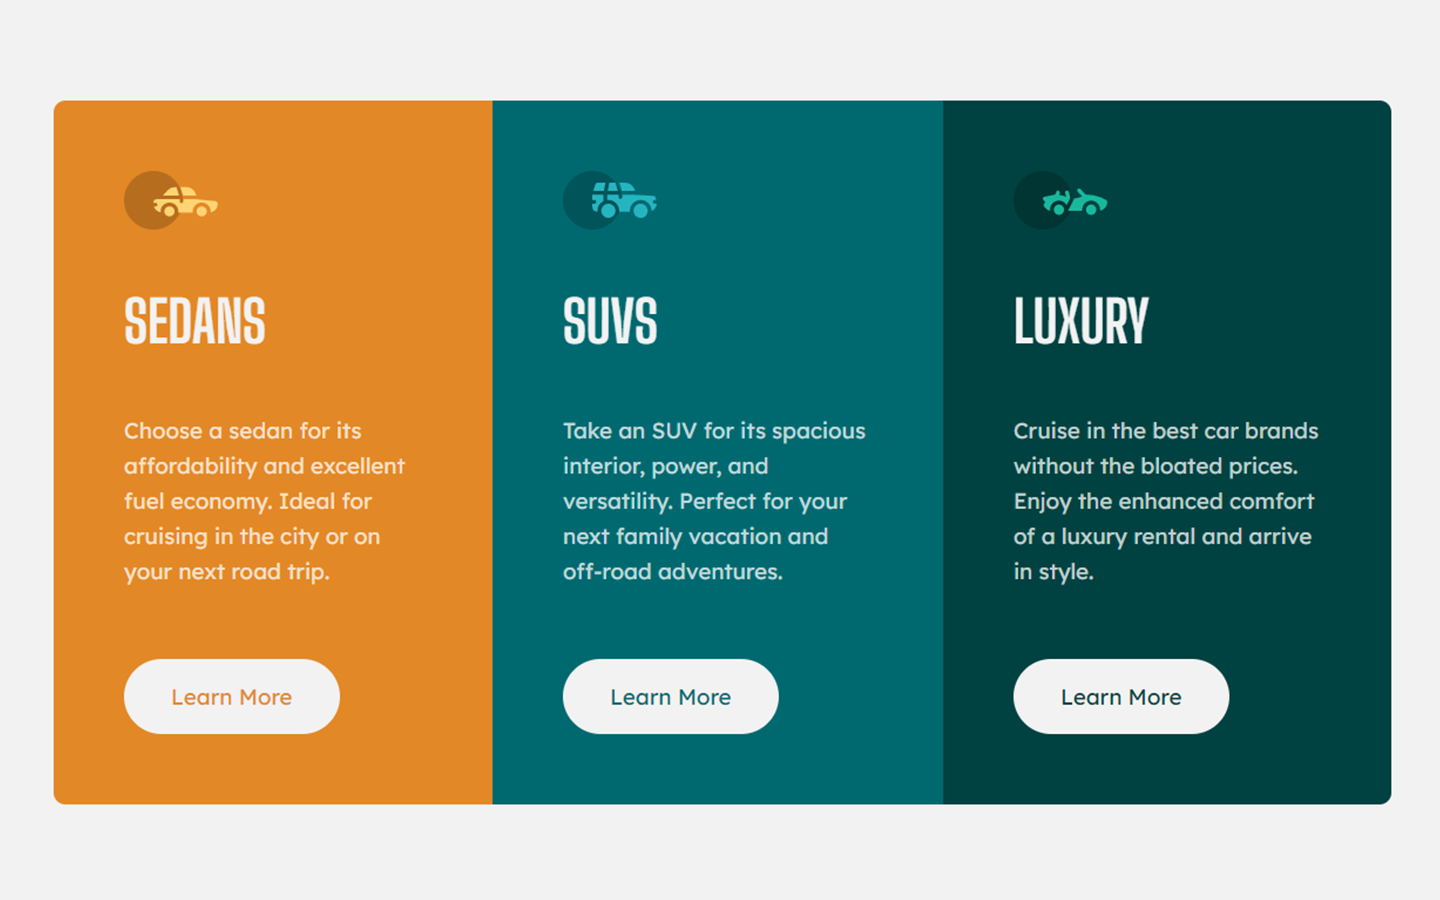 SEDANS
Choose a sedan for its
affordability and excellent
fuel economy. Ideal for
cruising in the city or on
your next road trip.
Learn More
SUVS
Take an SUV for its spacious
interior, power, and
versatility. Perfect for your
next family vacation and
off-road adventures.
Learn More
LUXURY
Cruise in the best car brands
without the bloated prices.
Enjoy the enhanced comfort
of a luxury rental and arrive
in style.
Learn More